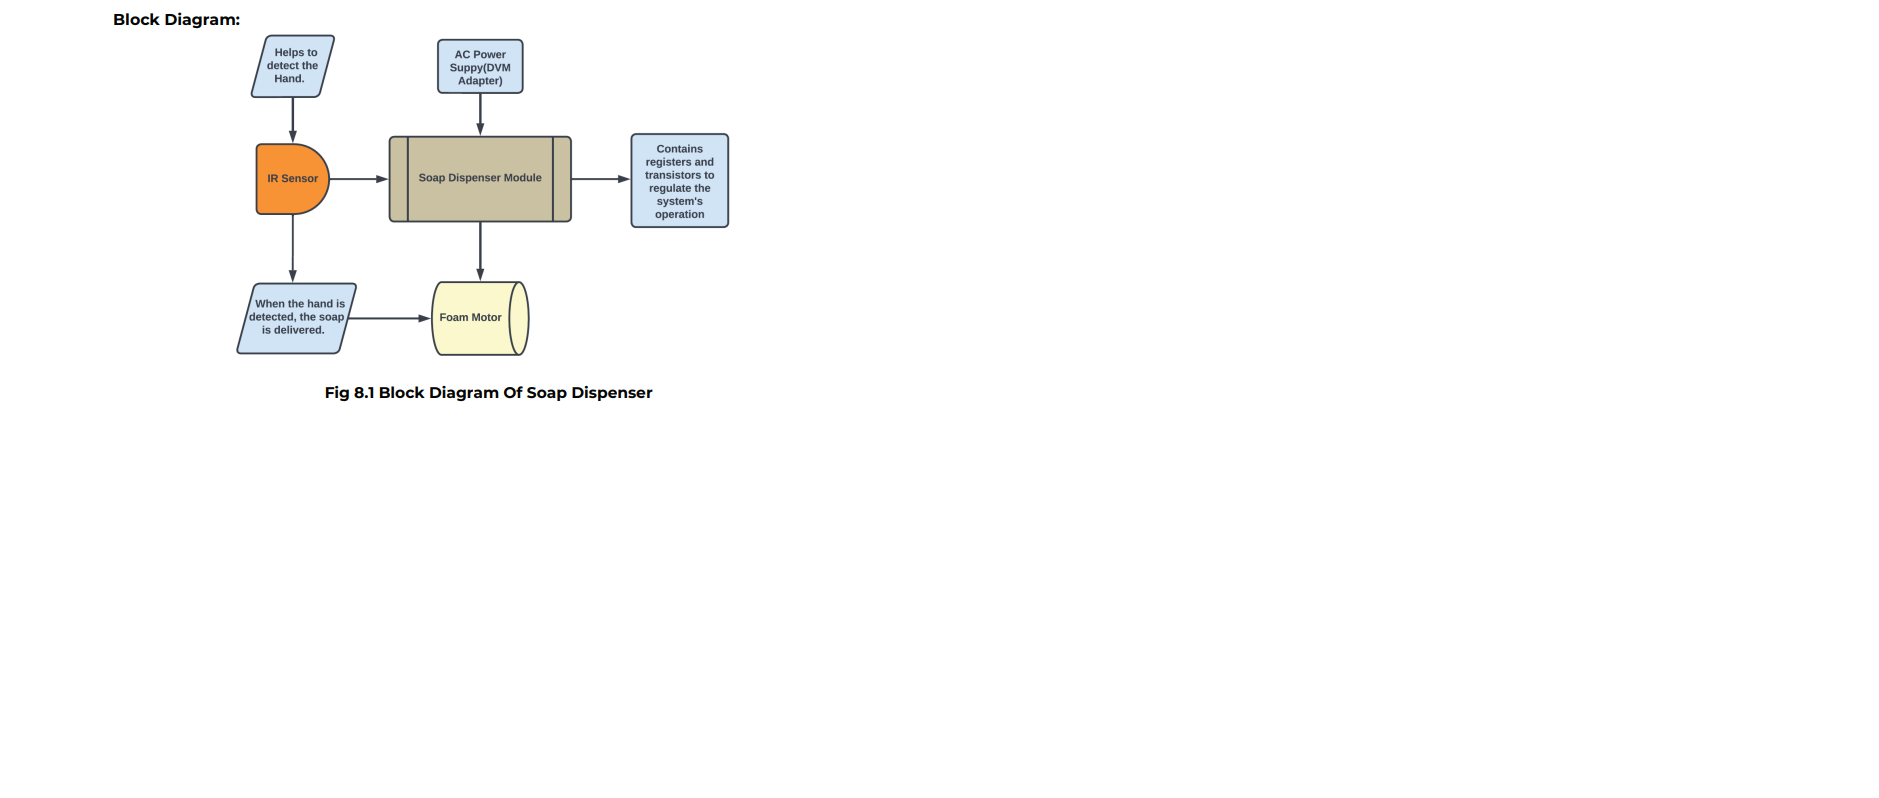 Block Diagram:
Helps to
detect the
Hand.
AC Power
Suppy(DVM
Adapter)
IR Sensor
Soap Dispenser Module
Contains
registers and
transistors to
regulate the
system's
operation
When the hand is
detected, the soap
is delivered.
Foam Motor
Fig 8.1 Block Diagram Of Soap Dispenser